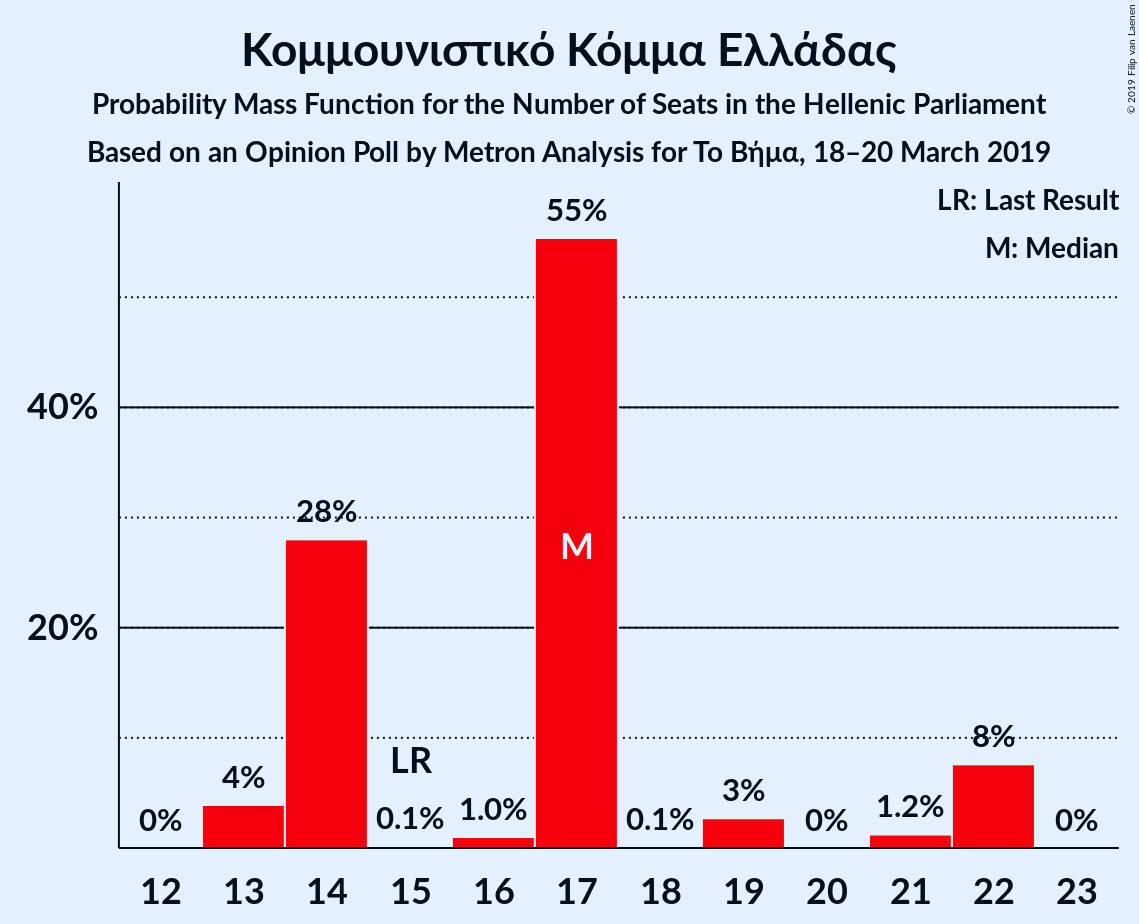 Κομμουνιστικό Κόμμα Ελλάδας
Probability Mass Function for the Number of Seats in the Hellenic Parliament
Based on an Opinion Poll by Metron Analysis for Το Βήμα, 18–20 March 2019
© 2019 Filip van Laenen
LR: Last Result
M: Median
55%
40%
28%
M
20%
LR
8%
4%
3%
0%
0.1%
1.0%
0.1%
0%
1.2%
0%
12 13 14 15 16 17 18 19 20 21 22 23